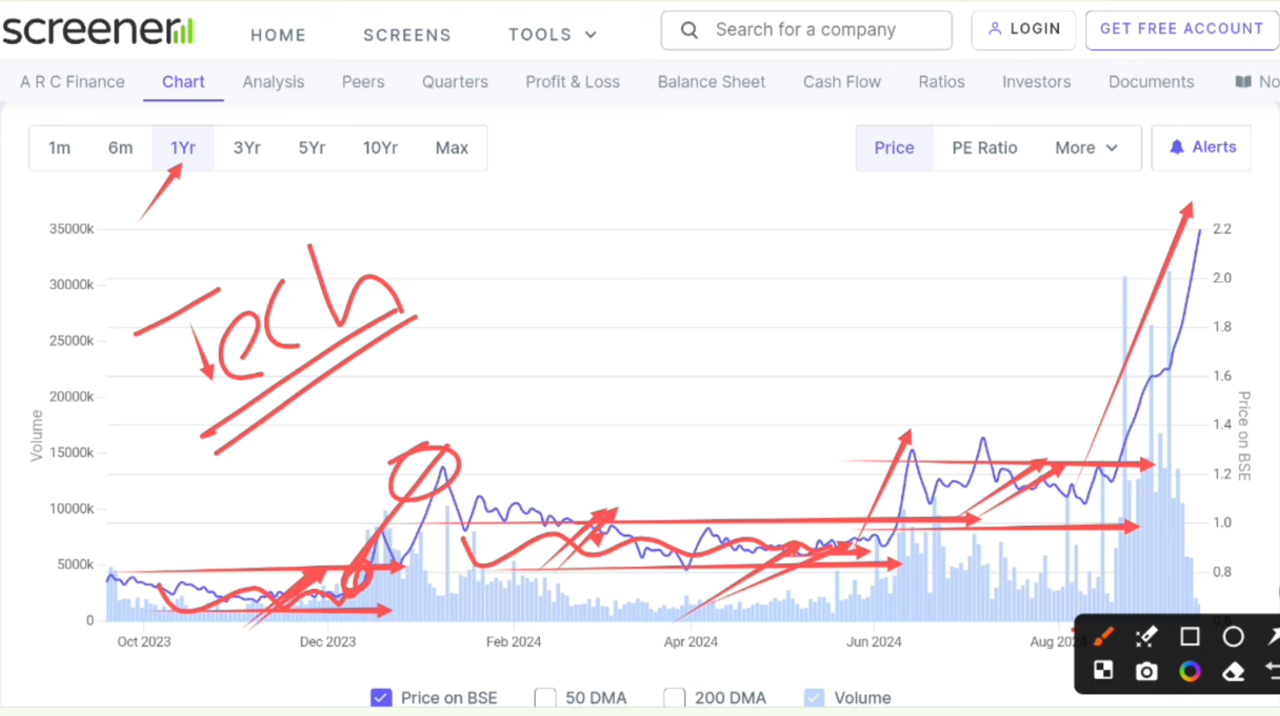 screener HOME SCREENS TOOLS Search for a company LOGIN GET FREE ACCOUNT
A R C Finance Chart Analysis Peers Quarters Profit & Loss Balance Sheet Cash Flow Ratios Investors Documents No
1m 6m 1Yr 3Yr 5Yr 10Yr Max Price PE Ratio More Alerts
35000k 2.2
30000k 2.0
1.8
25000k
Tech
1.6
20000k
1.4
15000k
1.2
10000k 1.0
5000k 0.8
0 0.6
Volume
Price on BSE
Oct 2023 Dec 2023 Feb 2024 Apr 2024 Jun 2024 Aug
Price on BSE 50 DMA 200 DMA Volume